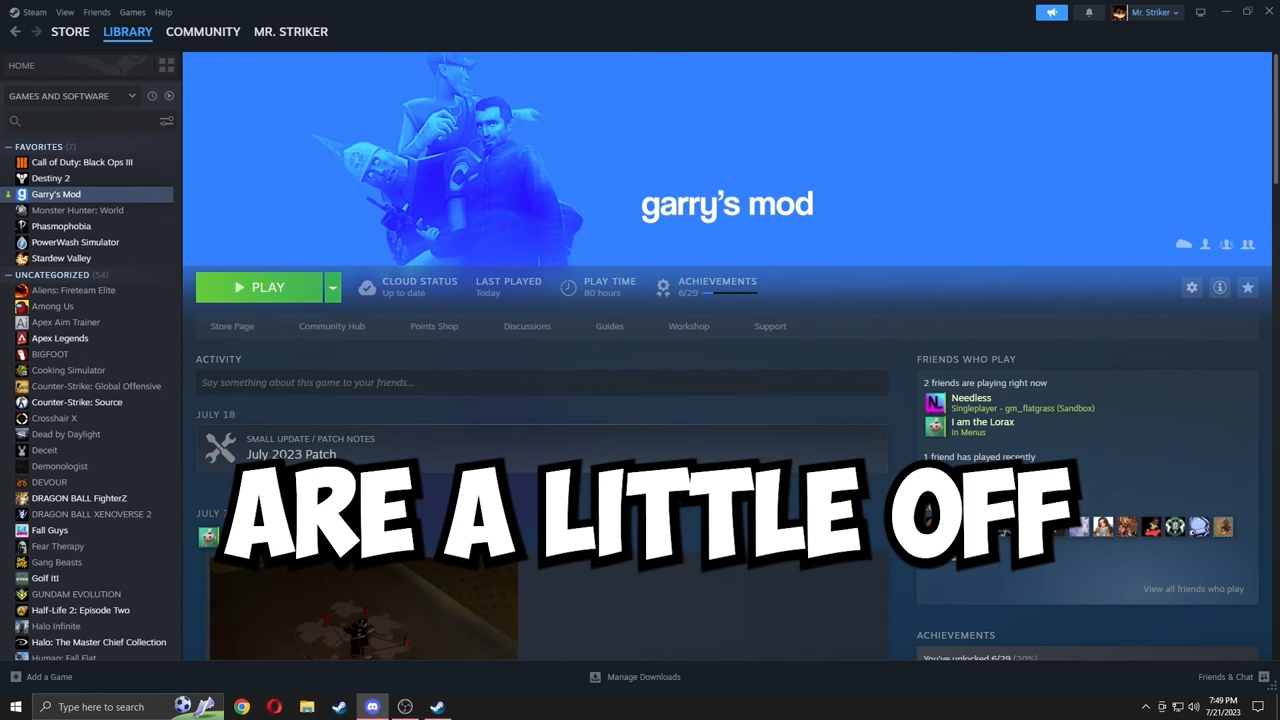 Steam View Friends Games Help
Mr. Striker
STORE LIBRARY COMMUNITY MR. STRIKER
HOME
GAMES AND SOFTWARE
FAVORITES (7)
Call of Duty: Black Ops III
Destiny 2
Garry's Mod
Monster Hunter: World
Phasmophobia
PowerWash Simulator
Stardew Valley
UNCATEGORIZED (54)
Aliens: Fireteam Elite
Among Us
Apex Aim Trainer
Apex Legends
BIGFOOT
Cooking Simulator
Counter-Strike: Global Offensive
Counter-Strike: Source
Crosshair X
Dead by Daylight
Deceit
Demonologist
DEVOUR
DRAGON BALL FighterZ
DRAGON BALL XENOVERSE 2
Fall Guys
Fear Therapy
Gang Beasts
Golf It!
GUNDAM EVOLUTION
Half-Life 2: Episode Two
Halo Infinite
Halo: The Master Chief Collection
Human: Fall Flat
garry's mod
PLAY
CLOUD STATUS
Up to date
LAST PLAYED
Today
PLAY TIME
80 hours
ACHIEVEMENTS
6/29
Store Page Community Hub Points Shop Discussions Guides Workshop Support
ACTIVITY
Say something about this game to your friends...
JULY 18
SMALL UPDATE / PATCH NOTES
July 2023 Patch
JULY 7
FRIENDS WHO PLAY
2 friends are playing right now
NL
Needless
Singleplayer - gm_flatgrass (Sandbox)
I am the Lorax
In Menus
1 friend has played recently
View all friends who play
ACHIEVEMENTS
You've unlocked 6/29 (20%)
ARE A LITTLE OFF
Add a Game
Manage Downloads
Friends & Chat
Type here to search
7:49 PM
7/21/2023